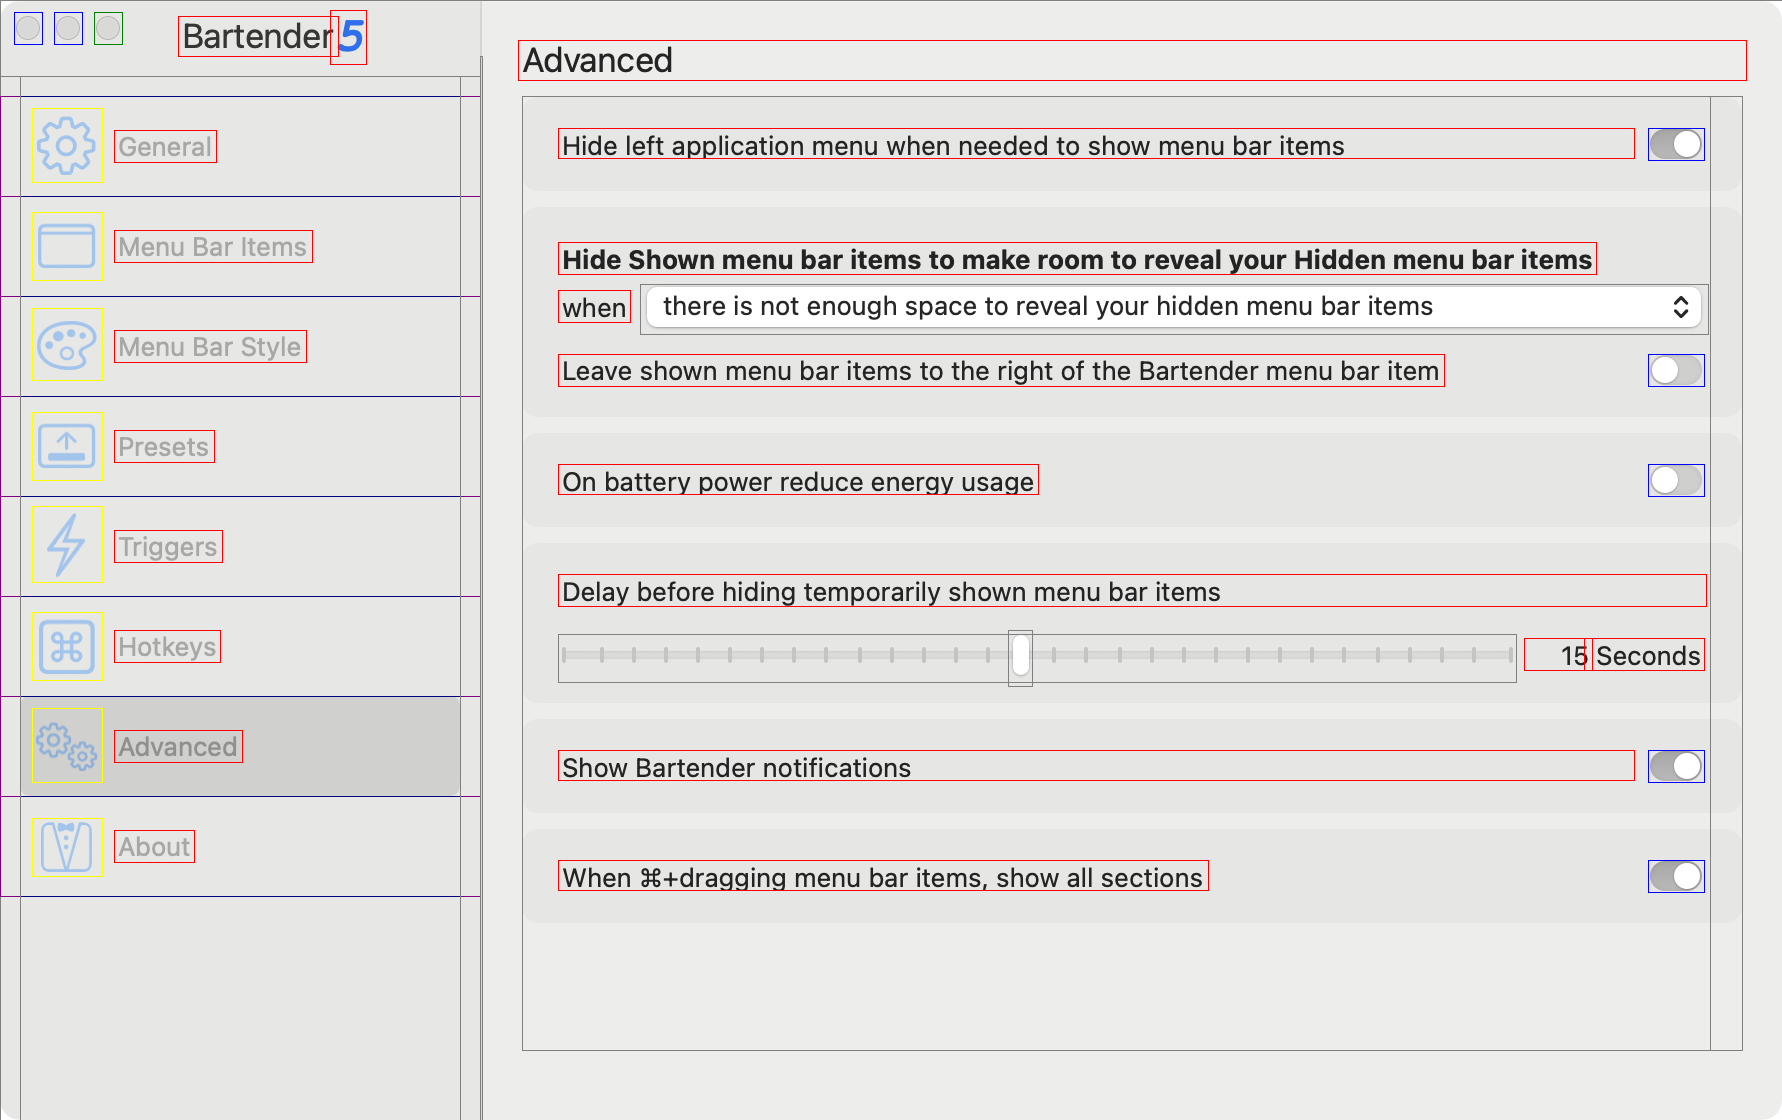 Bartender 5
General
Menu Bar Items
Menu Bar Style
Presets
Triggers
Hotkeys
Advanced
About
Advanced
Hide left application menu when needed to show menu bar items
Hide Shown menu bar items to make room to reveal your Hidden menu bar items
when there is not enough space to reveal your hidden menu bar items
Leave shown menu bar items to the right of the Bartender menu bar item
On battery power reduce energy usage
Delay before hiding temporarily shown menu bar items
15 Seconds
Show Bartender notifications
When ⌘+dragging menu bar items, show all sections